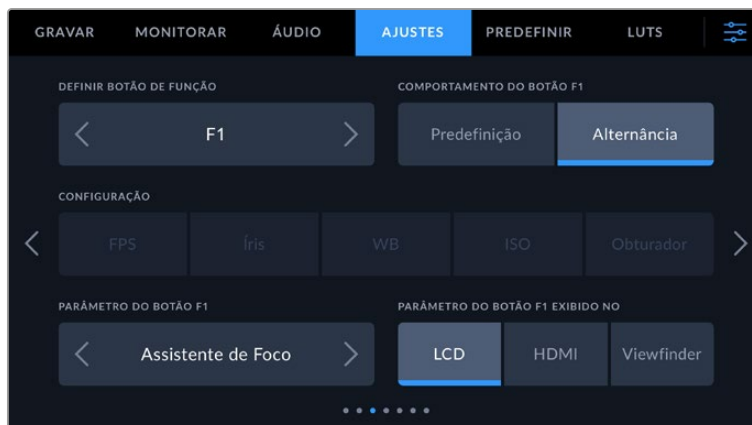 GRAVAR MONITORAR ÁUDIO AJUSTES PREDEFINIR LUTS
DEFINIR BOTÃO DE FUNÇÃO
F1
COMPORTAMENTO DO BOTÃO F1
Predefinição Alternância
CONFIGURAÇÃO
FPS Íris WB ISO Obturador
PARÂMETRO DO BOTÃO F1
Assistente de Foco
PARÂMETRO DO BOTÃO F1 EXIBIDO NO
LCD HDMI Viewfinder